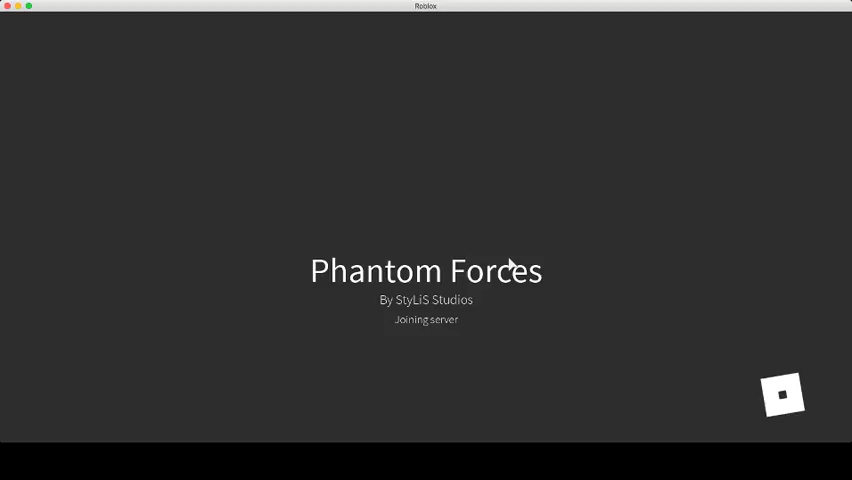 Roblox
Phantom Forces
By StyLiS Studios
Joining server